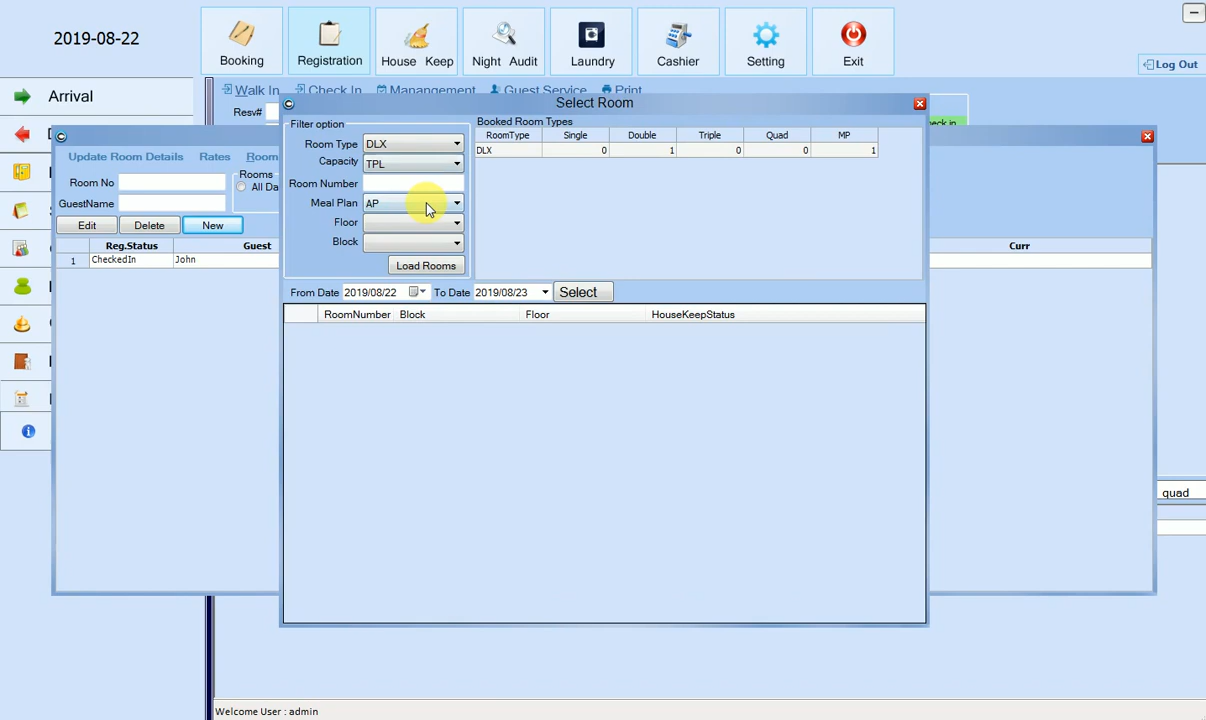 2019-08-22
Booking
Registration
House Keep
Night Audit
Laundry
Cashier
Setting
Exit
Log Out
Arrival
Walk In
Check In
Mangement
Guest Service
Print
Resv#
Select Room
Filter option
Room Type DLX
Capacity TPL
Room Number
Meal Plan AP
Floor
Block
Load Rooms
Booked Room Types
RoomType Single Double Triple Quad MP
DLX 0 1 0 0 1
From Date 2019/08/22 To Date 2019/08/23 Select
RoomNumber Block Floor HouseKeepStatus
Update Room Details Rates Room
Room No
Rooms
All Da
GuestName
Edit Delete New
Reg.Status Guest Curr
1 CheckedIn John
quad
Welcome User : admin